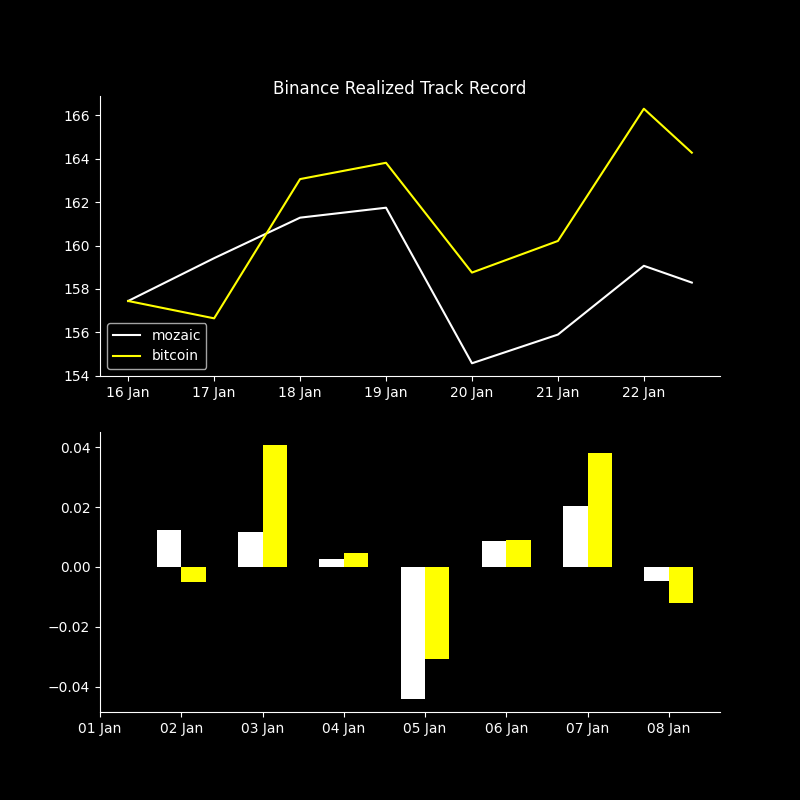 Binance Realized Track Record
166
164
162
160
158
156
154
mozaic
bitcoin
16 Jan 17 Jan 18 Jan 19 Jan 20 Jan 21 Jan 22 Jan
0.04
0.02
0.00
−0.02
−0.04
01 Jan 02 Jan 03 Jan 04 Jan 05 Jan 06 Jan 07 Jan 08 Jan